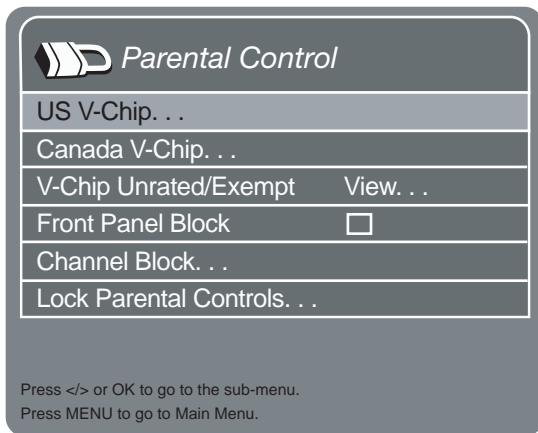 Parental Control
US V-Chip. . .
Canada V-Chip. . .
V-Chip Unrated/Exempt View. . .
Front Panel Block
Channel Block. . .
Lock Parental Controls. . .
Press </> or OK to go to the sub-menu.
Press MENU to go to Main Menu.